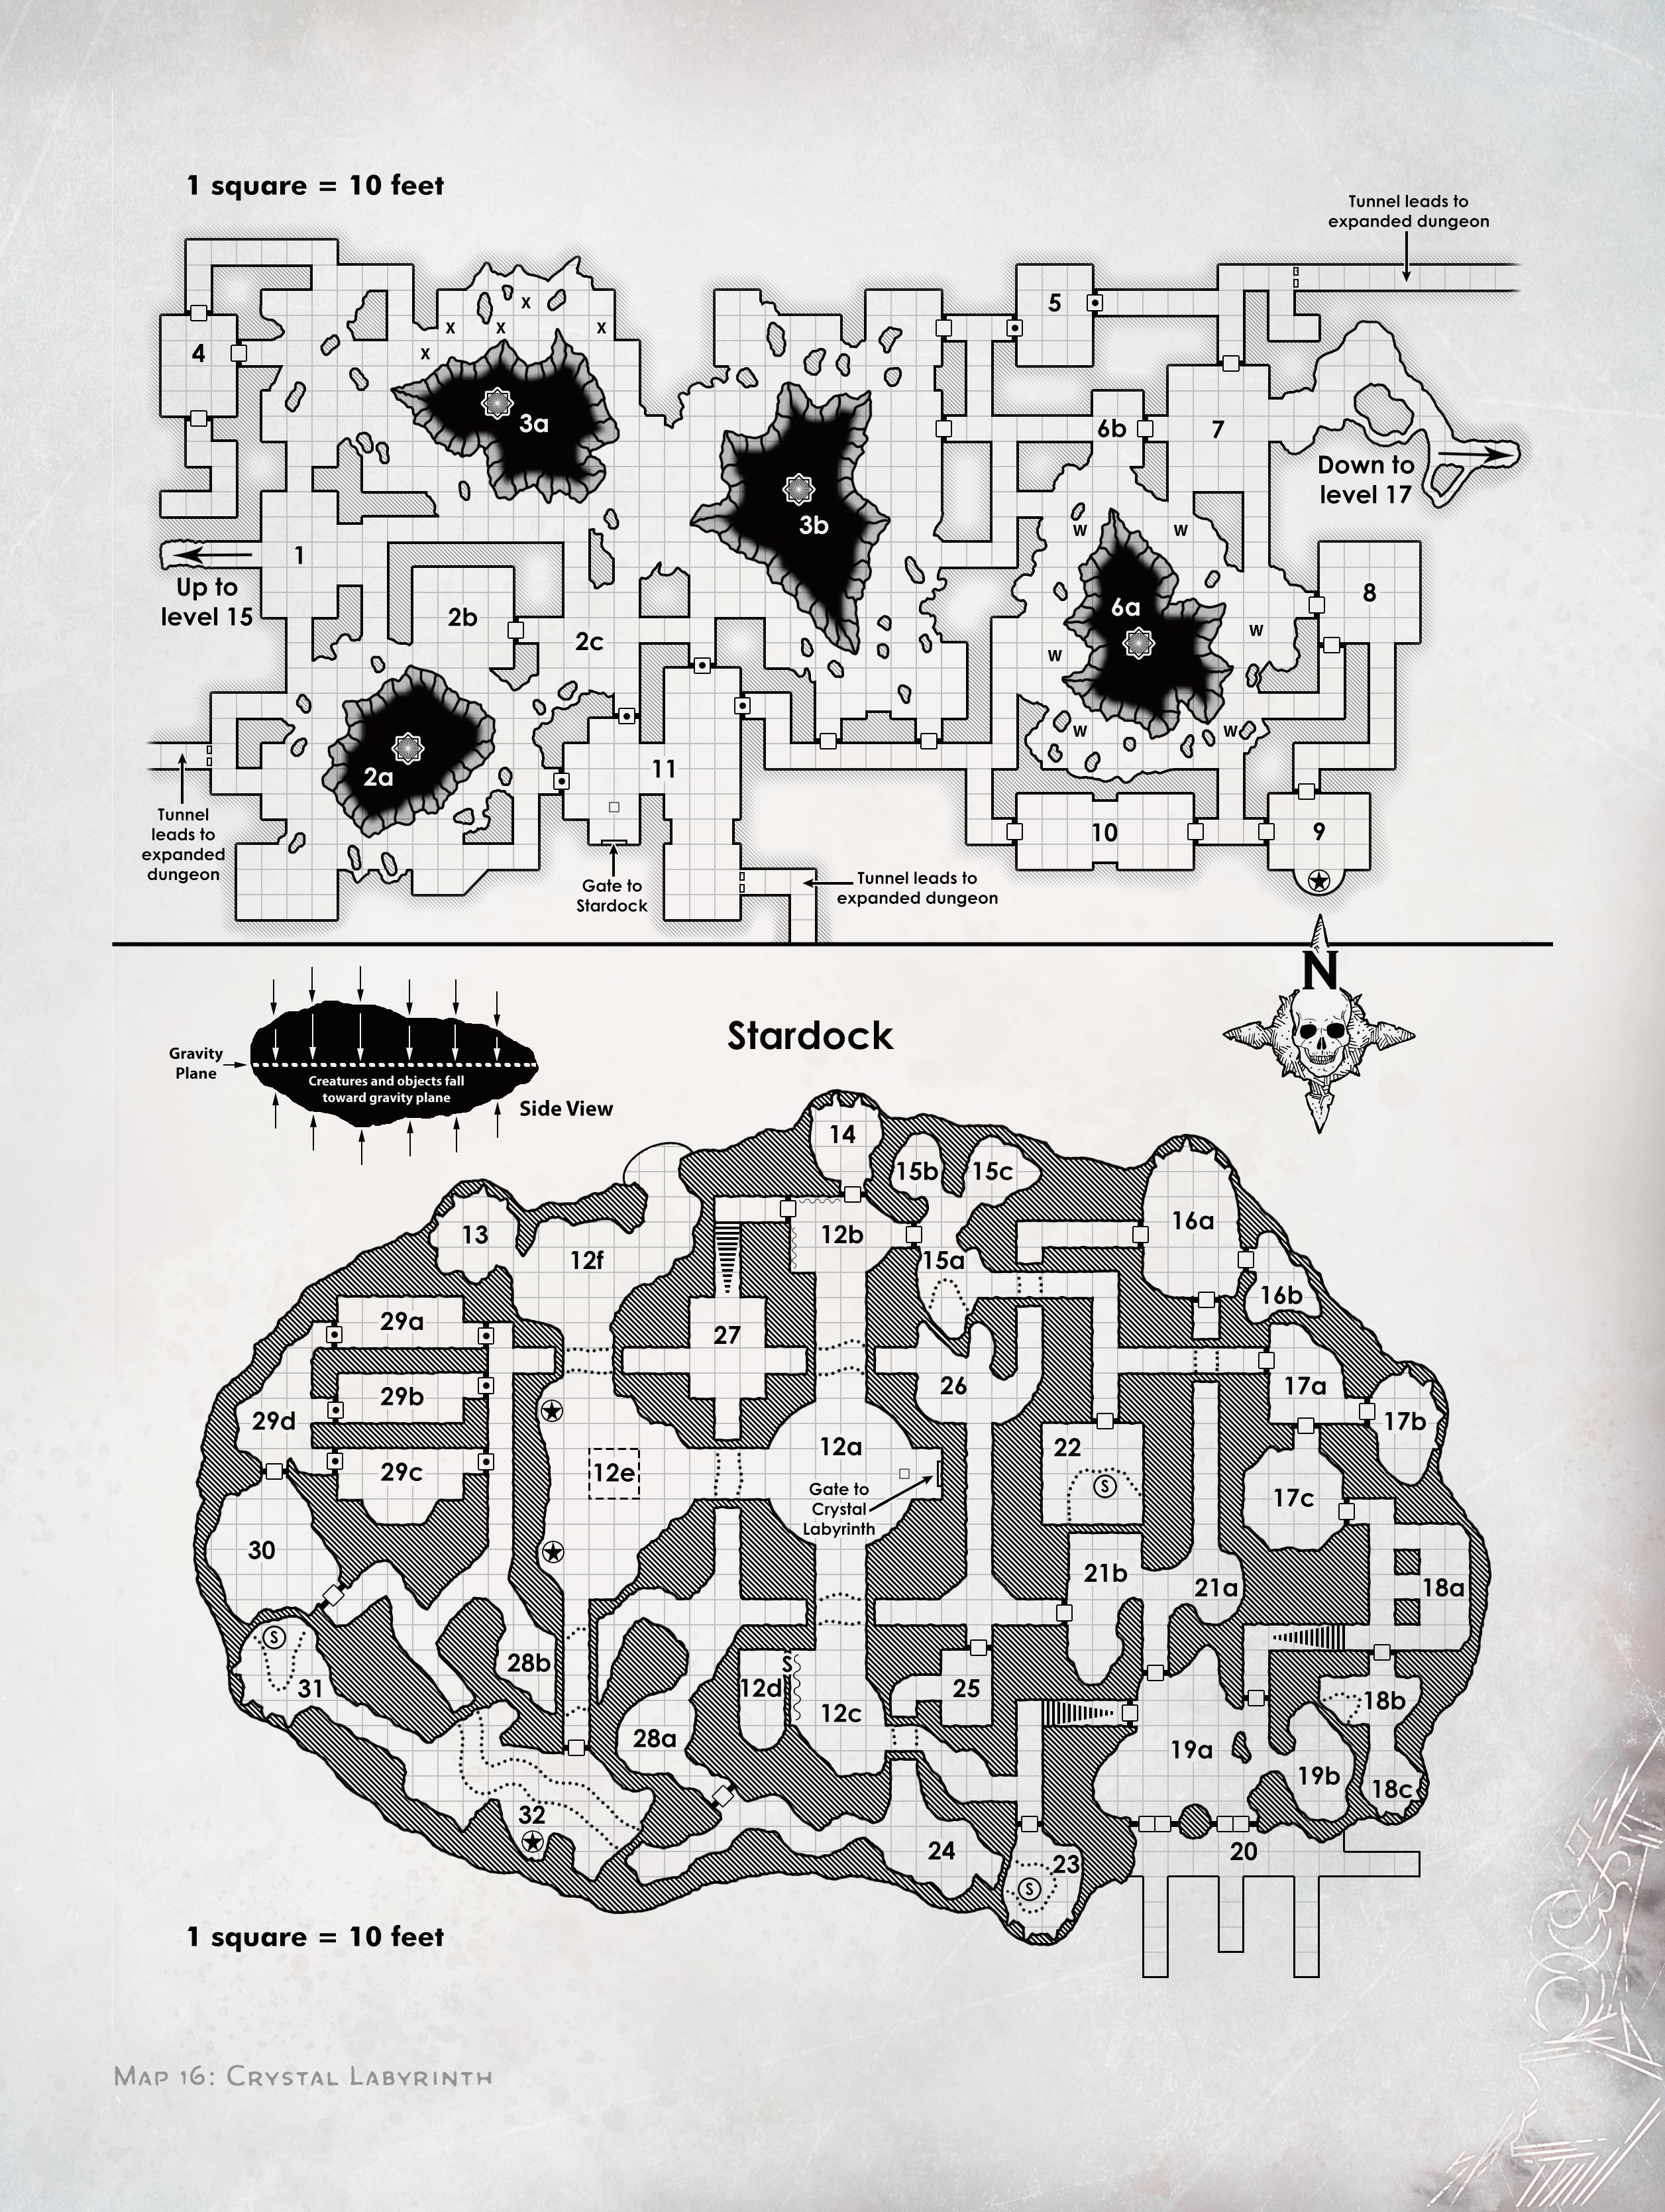 1 square = 10 feet
Tunnel leads to
expanded dungeon
5
4
x
x
x
x
x
3a
6b
7
Down to
level 17
3b
w
w
1
Up to
level 15
2b
2c
6a
8
w
w
w
w
2a
11
10
9
Tunnel
leads to
expanded
dungeon
Gate to
Stardock
Tunnel leads to
expanded dungeon
N
Stardock
Gravity
Plane
Creatures and objects fall
toward gravity plane
Side View
14
15b
15c
13
12f
12b
15a
16a
16b
29a
27
29b
26
17a
29d
17b
12a
22
29c
12e
Gate to
Crystal
Labyrinth
S
17c
30
21b
21a
18a
S
31
28b
S
12d
12c
25
18b
28a
19a
19b
18c
32
24
23
20
S
1 square = 10 feet
Map 16: Crystal Labyrinth